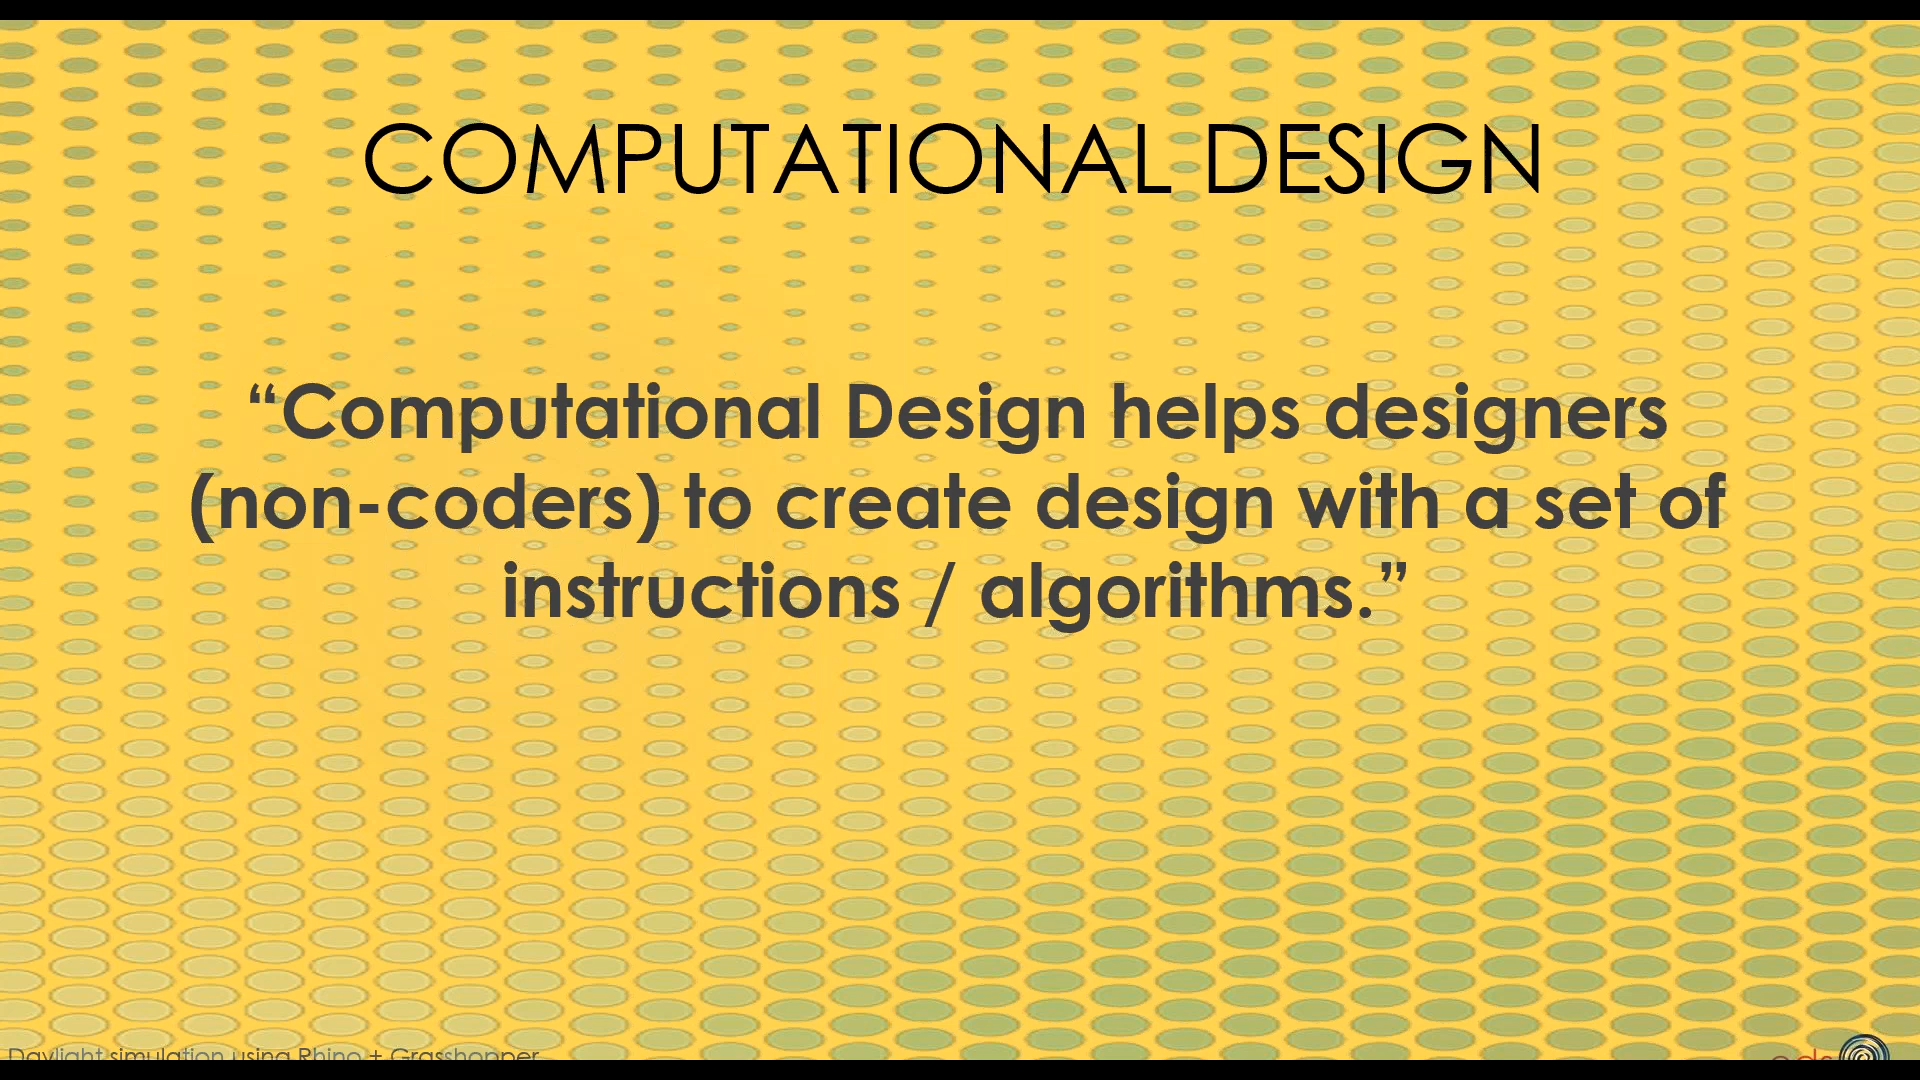 COMPUTATIONAL DESIGN
“Computational Design helps designers
(non-coders) to create design with a set of
instructions / algorithms.”
Daylight simulation using Rhino + Grasshopper